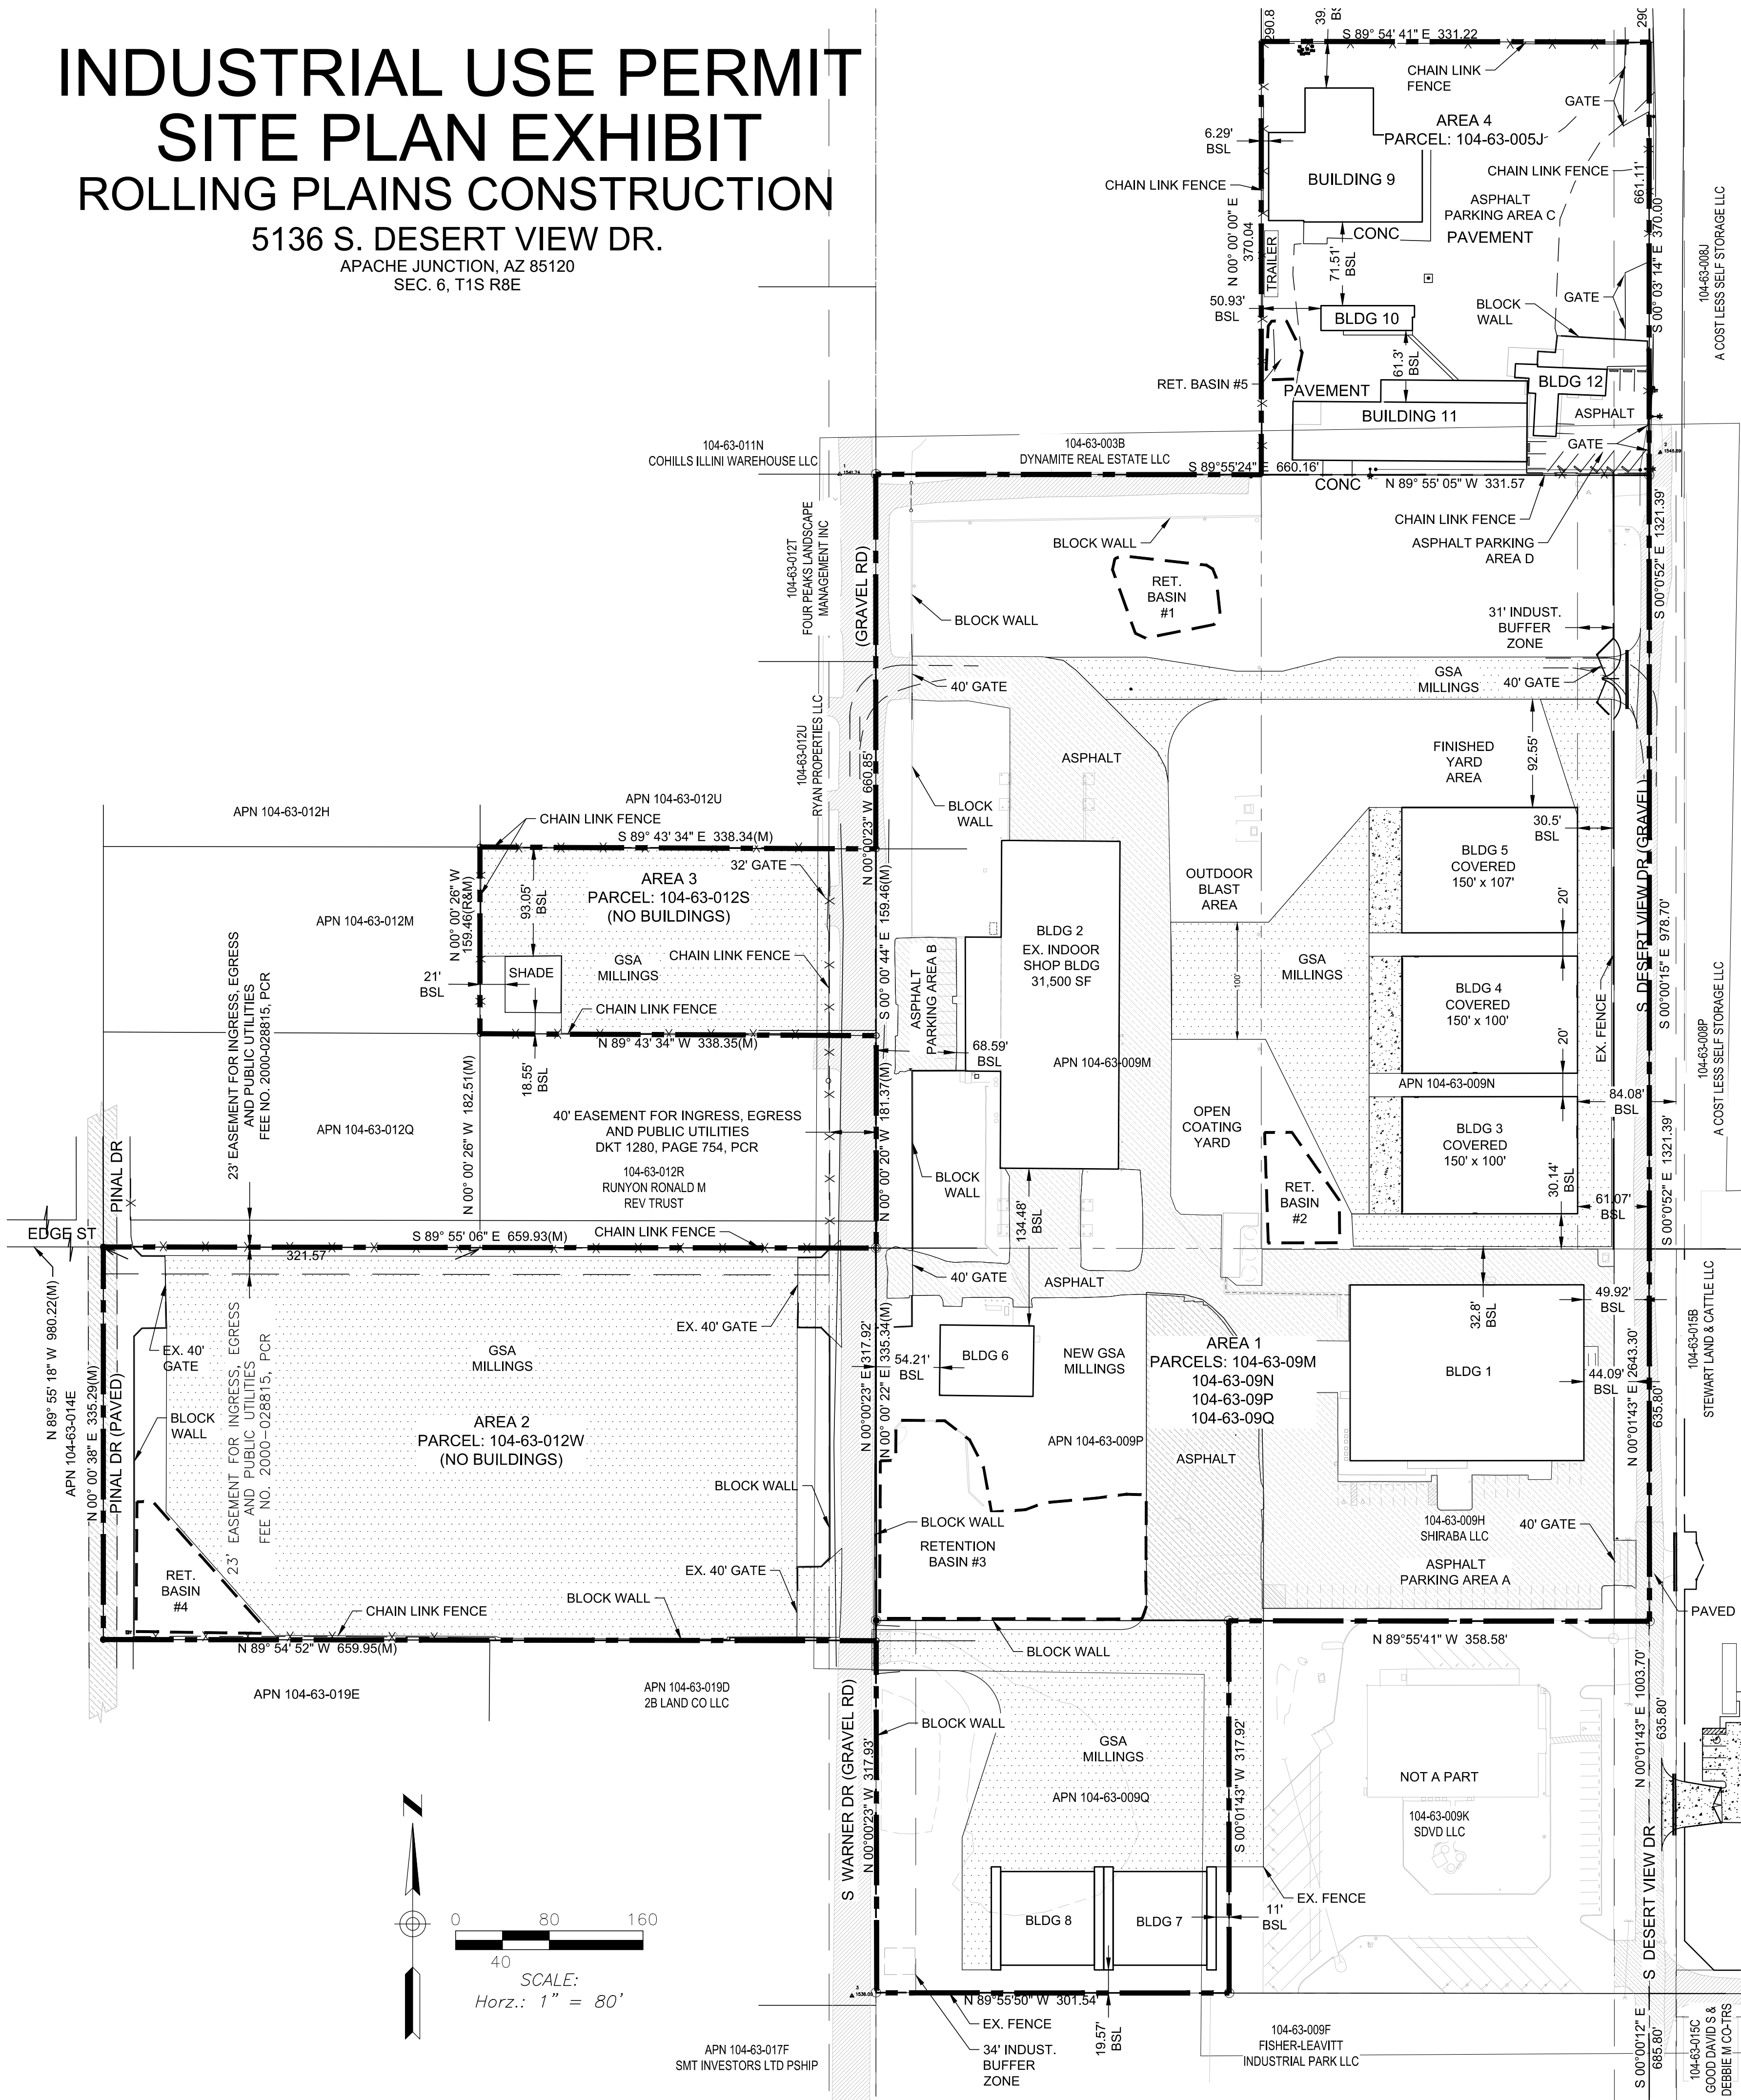 INDUSTRIAL USE PERMIT
SITE PLAN EXHIBIT
ROLLING PLAINS CONSTRUCTION
5136 S. DESERT VIEW DR.
APACHE JUNCTION, AZ 85120
SEC. 6, T1S R8E
290.8
39.
S 89° 54' 41" E  331.22
CHAIN LINK
FENCE
GATE
AREA 4
PARCEL: 104-63-005J
6.29'
BSL
CHAIN LINK FENCE
BUILDING 9
CHAIN LINK FENCE
661.11'
ASPHALT
PARKING AREA C
CONC
PAVEMENT
N 00° 00' 00" E
370.04
TRAILER
71.51'
BSL
S 00° 03' 14" E  370.00'
104-63-008J
A COST LESS SELF STORAGE LLC
50.93'
BSL
BLDG 10
BLOCK
WALL
GATE
61.3'
BSL
RET. BASIN #5
PAVEMENT
BLDG 12
BUILDING 11
ASPHALT
GATE
104-63-011N
COHILLS ILLINI WAREHOUSE LLC
104-63-003B
DYNAMITE REAL ESTATE LLC
S 89°55'24" E  660.16'
CONC
N 89° 55' 05" W  331.57
CHAIN LINK FENCE
ASPHALT PARKING
AREA D
104-63-012T
FOUR PEAKS LANDSCAPE
MANAGEMENT INC
(GRAVEL RD)
BLOCK WALL
RET.
BASIN
#1
BLOCK WALL
S 00°0'52" E  1321.39'
31' INDUST.
BUFFER
ZONE
GSA
MILLINGS
40' GATE
40' GATE
104-63-012U
RYAN PROPERTIES LLC
ASPHALT
FINISHED
YARD
AREA
92.55'
N 00°00'23" W  660.85'
BLOCK
WALL
30.5'
BSL
BLDG 5
COVERED
150' x 107'
S DESERT VIEW DR (GRAVEL)
S 00°00'15" E  978.70'
APN 104-63-012H
APN 104-63-012U
CHAIN LINK FENCE
S 89° 43' 34" E  338.34(M)
32' GATE
AREA 3
PARCEL: 104-63-012S
(NO BUILDINGS)
N 00° 00' 26" W
159.46(R&M)
93.05'
BSL
APN 104-63-012M
GSA
MILLINGS
CHAIN LINK FENCE
SHADE
21'
BSL
CHAIN LINK FENCE
N 89° 43' 34" W  338.35(M)
18.55'
BSL
S 00° 00' 44" E  159.46(M)
OUTDOOR
BLAST
AREA
BLDG 2
EX. INDOOR
SHOP BLDG
31,500 SF
ASPHALT
PARKING AREA B
68.59'
BSL
APN 104-63-009M
100'
GSA
MILLINGS
20'
BLDG 4
COVERED
150' x 100'
20'
EX. FENCE
APN 104-63-009N
84.08'
BSL
104-63-008P
A COST LESS SELF STORAGE LLC
23' EASEMENT FOR INGRESS, EGRESS
AND PUBLIC UTILITIES
FEE NO. 2000-028815, PCR
APN 104-63-012Q
N 00° 00' 26" W  182.51(M)
40' EASEMENT FOR INGRESS, EGRESS
AND PUBLIC UTILITIES
DKT 1280, PAGE 754, PCR
104-63-012R
RUNYON RONALD M
REV TRUST
N 00° 00' 20" W  181.37(M)
BLOCK
WALL
OPEN
COATING
YARD
RET.
BASIN
#2
BLDG 3
COVERED
150' x 100'
30.14'
BSL
61.07'
BSL
S 00°0'52" E  1321.39'
PINAL DR
EDGE ST
S 89° 55' 06" E  659.93(M)
321.57'
CHAIN LINK FENCE
134.48'
BSL
40' GATE
ASPHALT
32.8'
BSL
49.92'
BSL
N 89° 55' 18" W  980.22(M)
APN 104-63-014E
N 00° 00' 38" E  335.29(M)
PINAL DR (PAVED)
EX. 40'
GATE
BLOCK
WALL
23' EASEMENT FOR INGRESS, EGRESS
AND PUBLIC UTILITIES
FEE NO. 2000-028815, PCR
GSA
MILLINGS
EX. 40' GATE
AREA 2
PARCEL: 104-63-012W
(NO BUILDINGS)
BLOCK WALL
N 00°00'23" E  317.92'
N 00° 00' 22" E  335.34(M)
54.21'
BSL
BLDG 6
NEW GSA
MILLINGS
AREA 1
PARCELS: 104-63-09M
104-63-09N
104-63-09P
104-63-09Q
BLDG 1
44.09'
BSL
N 00°01'43" E  2643.30'
635.80'
104-63-015B
STEWART LAND & CATTLE LLC
APN 104-63-009P
ASPHALT
BLOCK WALL
RETENTION
BASIN #3
104-63-009H
SHIRABA LLC
40' GATE
ASPHALT
PARKING AREA A
RET.
BASIN
#4
CHAIN LINK FENCE
BLOCK WALL
EX. 40' GATE
N 89° 54' 52" W  659.95(M)
PAVED
BLOCK WALL
N 89°55'41" W  358.58'
APN 104-63-019E
APN 104-63-019D
2B LAND CO LLC
S WARNER DR (GRAVEL RD)
N 00°00'23" W  317.93'
BLOCK WALL
GSA
MILLINGS
APN 104-63-009Q
S 00°01'43" W  317.92'
NOT A PART
104-63-009K
SDVD LLC
N 00°01'43" E  1003.70'
635.80'
S DESERT VIEW DR
N
0
80
160
40
SCALE:
Horz.: 1" = 80'
BLDG 8
BLDG 7
11'
BSL
EX. FENCE
N 89°55'50" W  301.54'
EX. FENCE
19.57'
BSL
34' INDUST.
BUFFER
ZONE
APN 104-63-017F
SMT INVESTORS LTD PSHIP
104-63-009F
FISHER-LEAVITT
INDUSTRIAL PARK LLC
S 00°00'12" E
685.80'
104-63-015C
GOOD DAVID S &
DEBBIE M CO-TRS